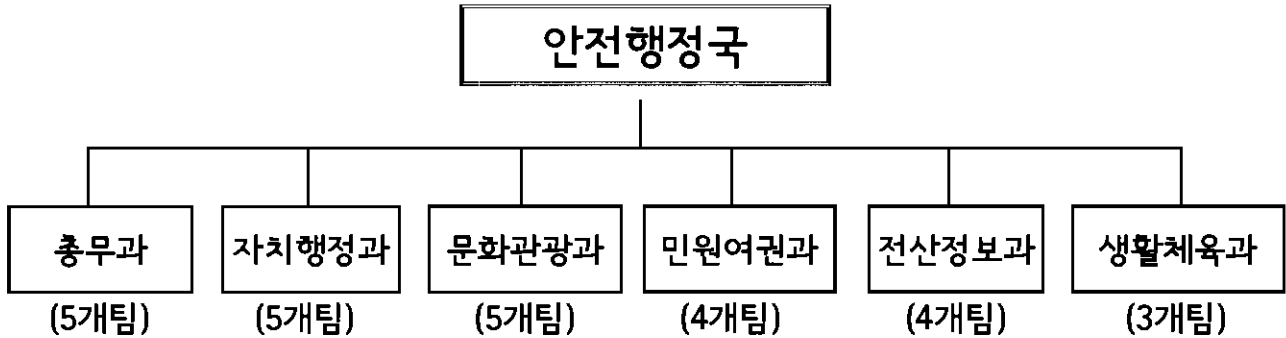 안전행정국
총무과 자치행정과 문화관광과 민원여권과 전산정보과 생활체육과
(5개팀) (5개팀) (5개팀) (4개팀) (4개팀) (3개팀)